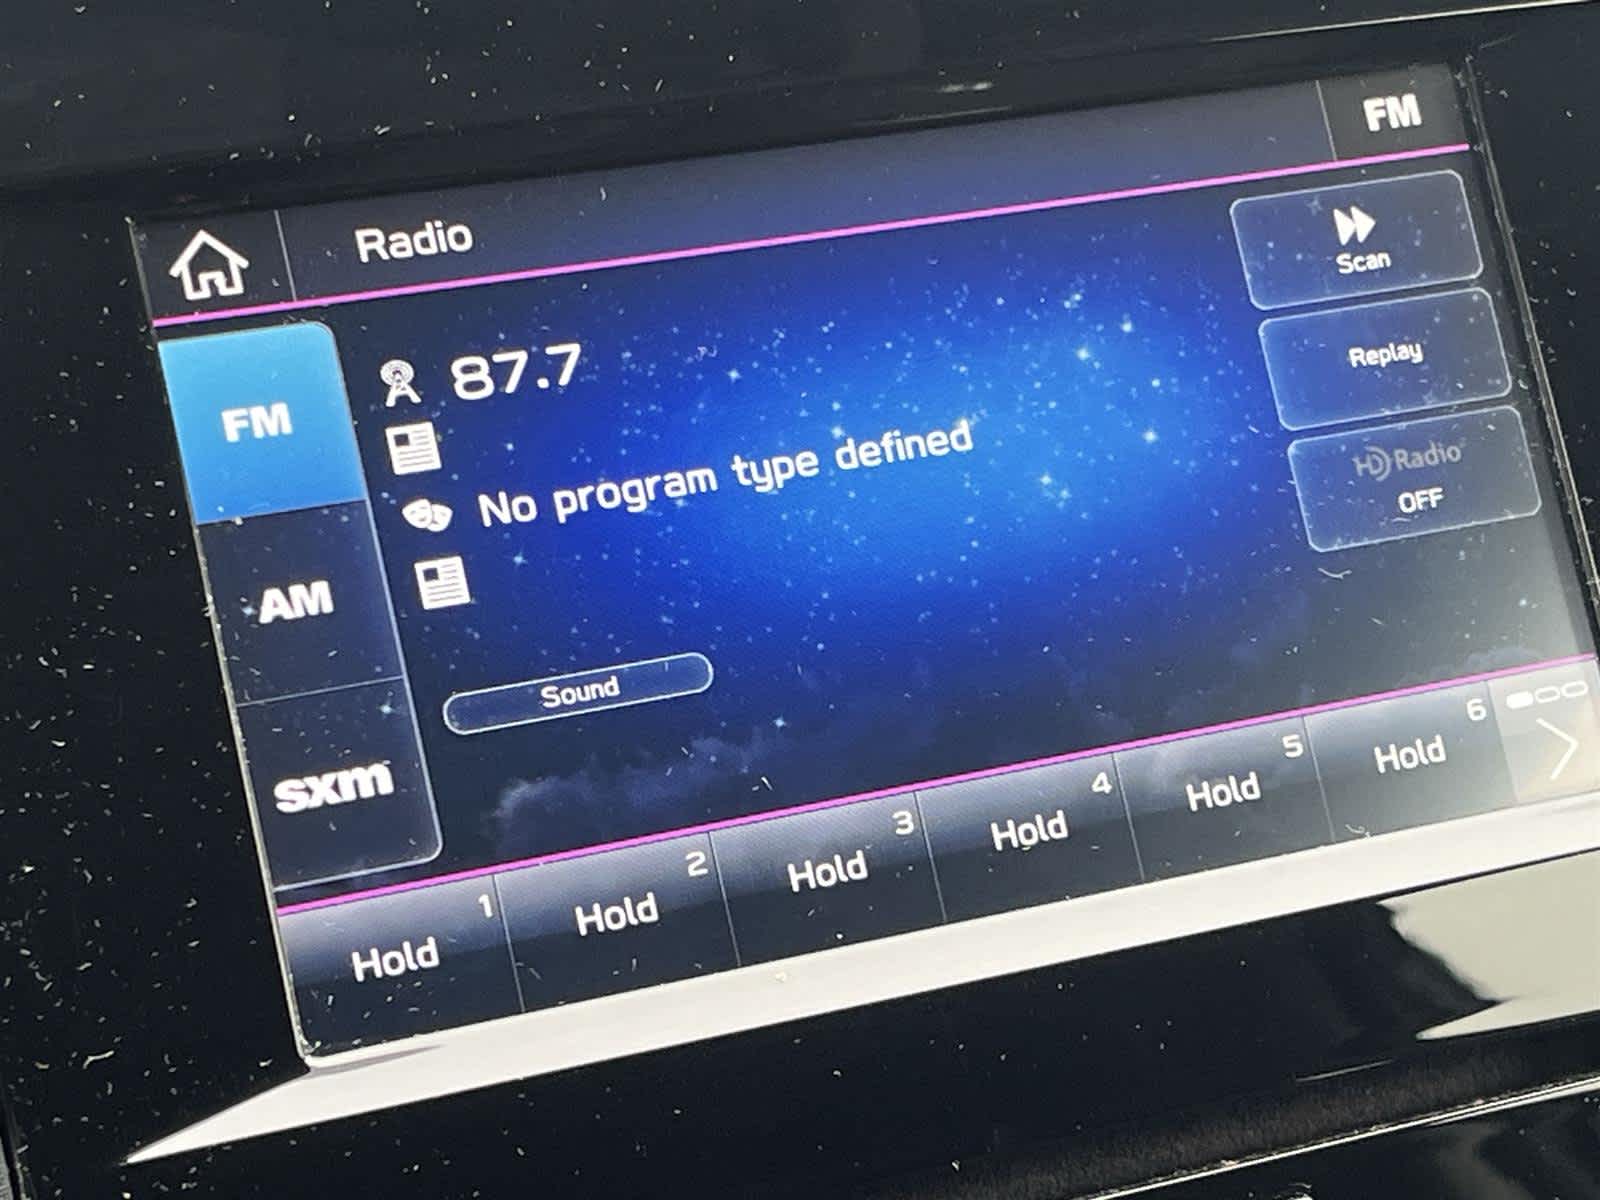 Radio
FM
FM
AM
sxm
87.7
No program type defined
Sound
Scan
Replay
HD Radio
OFF
1
Hold
2
Hold
3
Hold
4
Hold
5
Hold
6
Hold